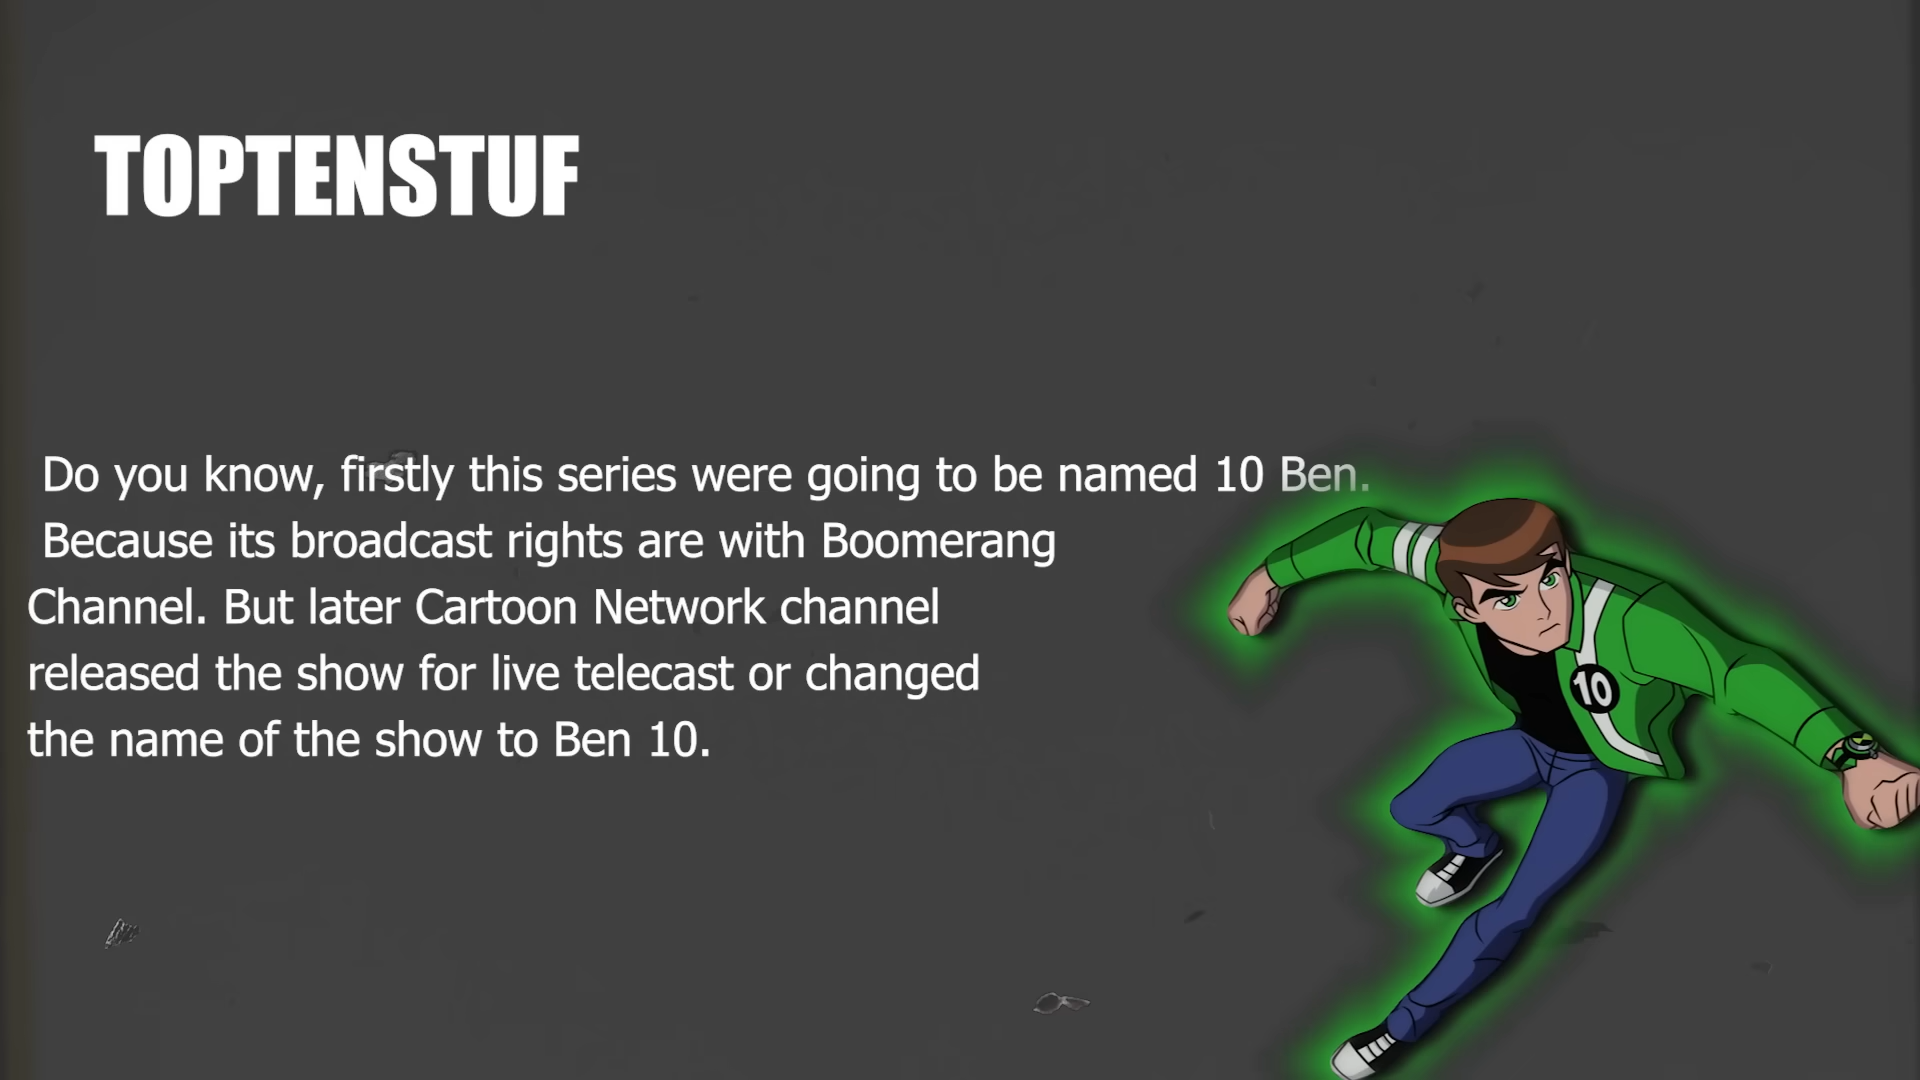 TOPTENSTUF
Do you know, firstly this series were going to be named 10 Ben.
Because its broadcast rights are with Boomerang
Channel. But later Cartoon Network channel
released the show for live telecast or changed
the name of the show to Ben 10.
10